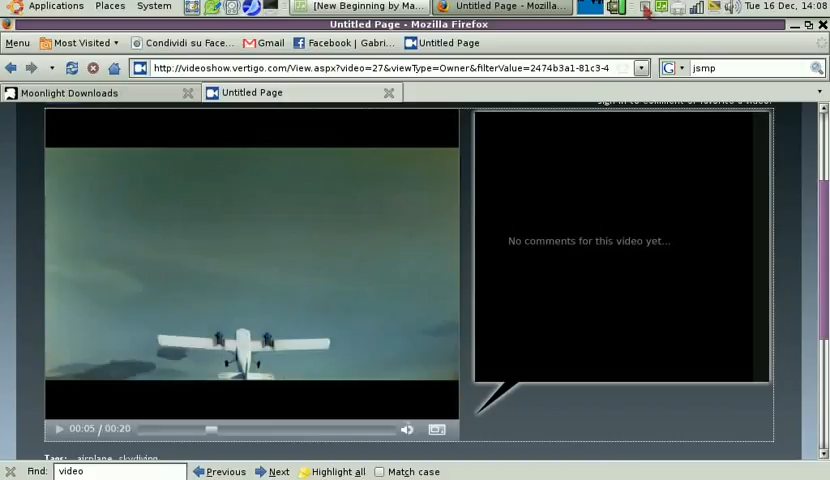 Applications Places System [New Beginning by Ma... Untitled Page - Mozilla... Tue 16 Dec, 14:08
Untitled Page - Mozilla Firefox
Menu Most Visited Condividi su Face... Gmail Facebook | Gabri... Untitled Page
http://videoshow.vertigo.com/View.aspx?video=27&viewType=Owner&filterValue=2474b3a1-81c3-4 jsmp
Moonlight Downloads Untitled Page
No comments for this video yet...
00:05 / 00:20
Tags: airplane, skydiving
Find: video Previous Next Highlight all Match case